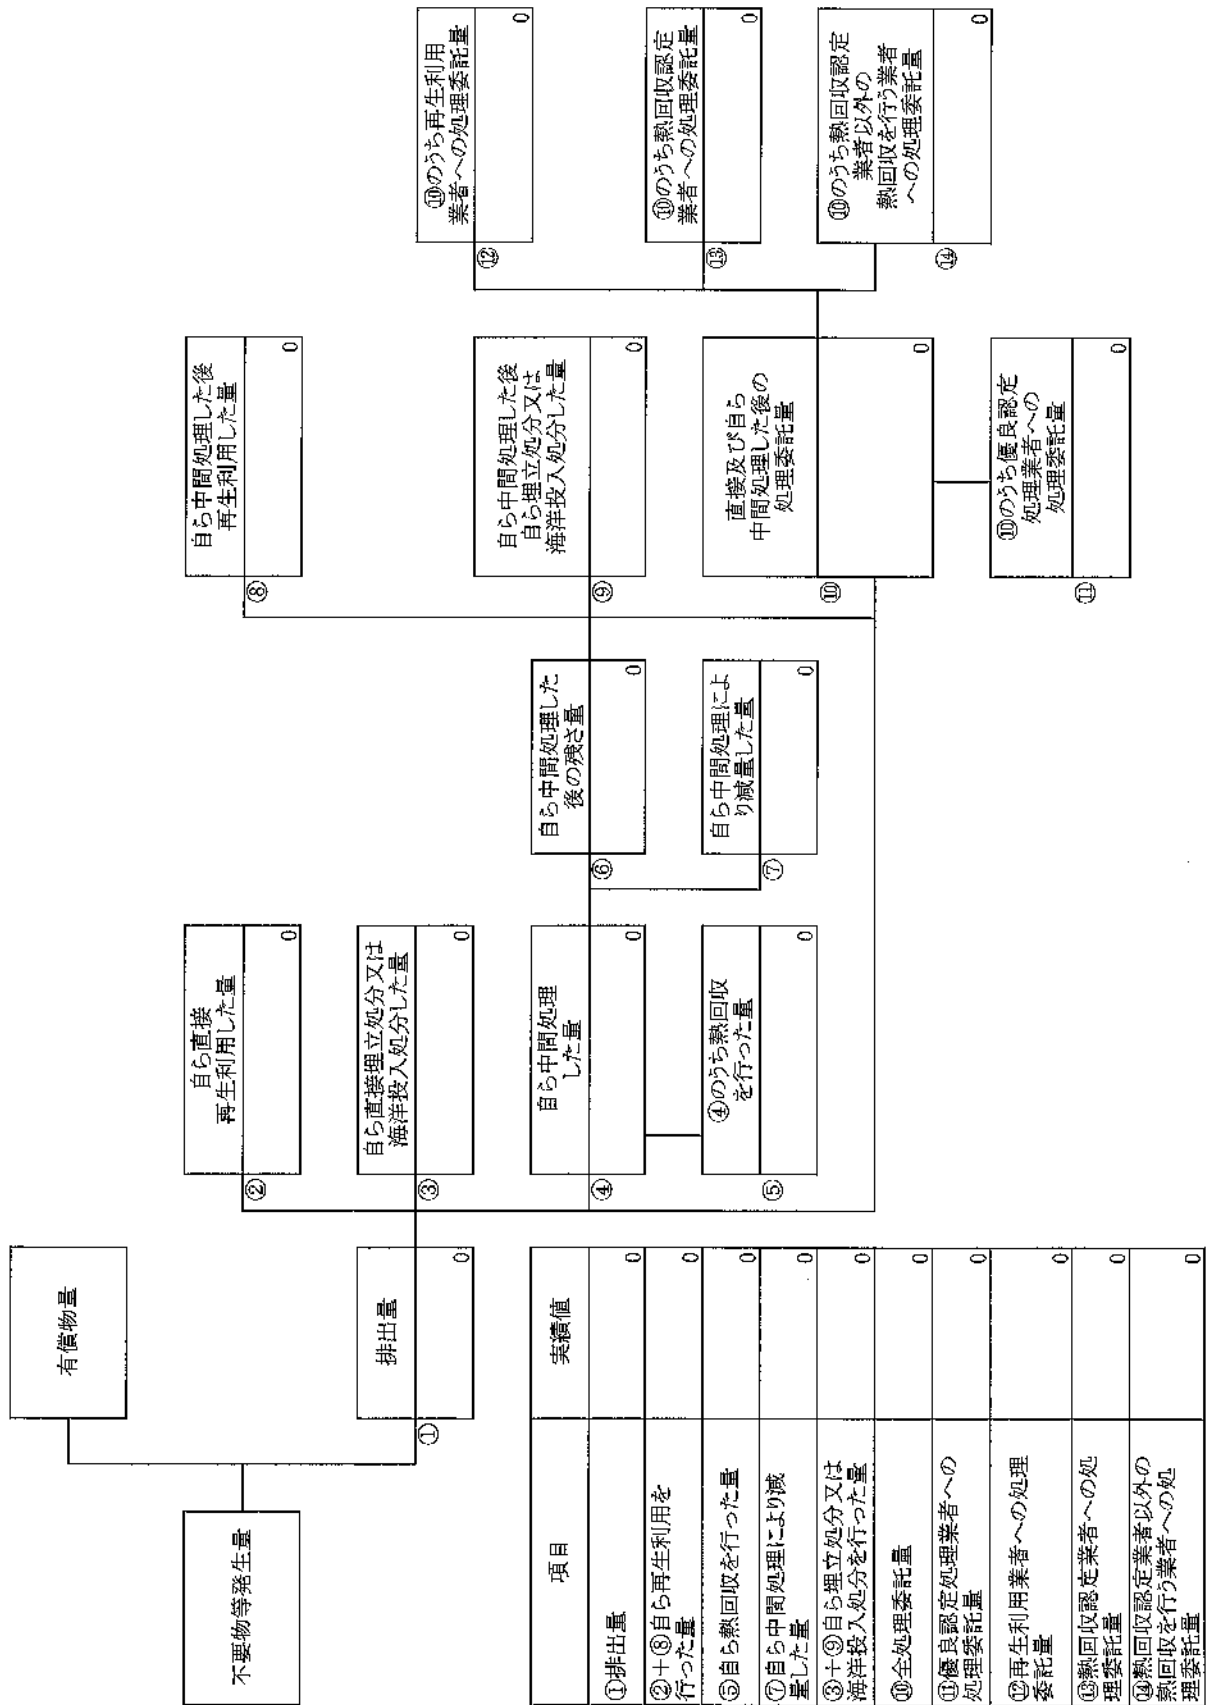 不要物等発生量
有償物量
①
排出量
0
②
自ら直接
再生利用した量
0
③
自ら直接埋立処分又は
海洋投入処分した量
0
④
自ら中間処理
した量
0
⑤
④のうち熱回収
を行った量
0
⑥
自ら中間処理した
後の残さ量
0
⑦
自ら中間処理によ
り減量した量
0
⑧
自ら中間処理した後
再生利用した量
0
⑨
自ら中間処理した後
自ら埋立処分又は
海洋投入処分した量
0
⑩
直接及び自ら
中間処理した後の
処理委託量
0
⑪
⑩のうち優良認定
処理業者への
処理委託量
0
⑫
⑩のうち再生利用
業者への処理委託量
0
⑬
⑩のうち熱回収認定
業者への処理委託量
0
⑭
⑩のうち熱回収認定
業者以外の
熱回収を行う業者
への処理委託量
0
項目
実績値
①排出量
0
②+⑧自ら再生利用を
行った量
0
⑤自ら熱回収を行った量
0
⑦自ら中間処理により減
量した量
0
③+⑨自ら埋立処分又は
海洋投入処分を行った量
0
⑩全処理委託量
0
⑪優良認定処理業者への
処理委託量
0
⑫再生利用業者への処理
委託量
0
⑬熱回収認定業者への処
理委託量
0
⑭熱回収認定業者以外の
熱回収を行う業者への処
理委託量
0